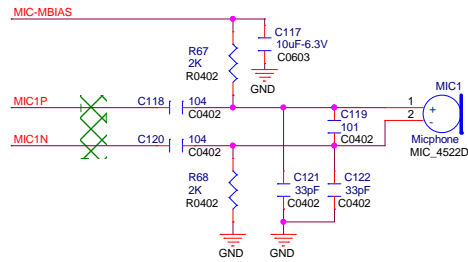 MIC-MBIAS
C117
10uF-6.3V
C0603
GND
R67
2K
R0402
MIC1P
C118
104
C0402
MIC1N
C120
104
C0402
C119
101
C0402
MIC1
1
2
+
-
Micphone
MIC_4522D
R68
2K
R0402
C121
33pF
C0402
C122
33pF
C0402
GND
GND